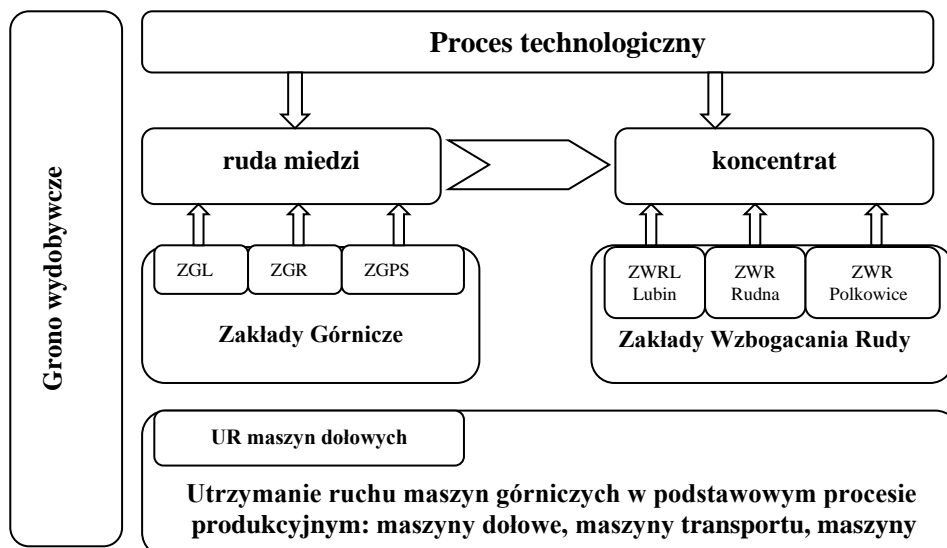 Grono wydobywcze
Proces technologiczny
ruda miedzi
koncentrat
ZGL
ZGR
ZGPS
Zakłady Górnicze
ZWRL
Lubin
ZWR
Rudna
ZWR
Polkowice
Zakłady Wzbogacania Rudy
UR maszyn dołowych
Utrzymanie ruchu maszyn górniczych w podstawowym procesie
produkcyjnym: maszyny dołowe, maszyny transportu, maszyny